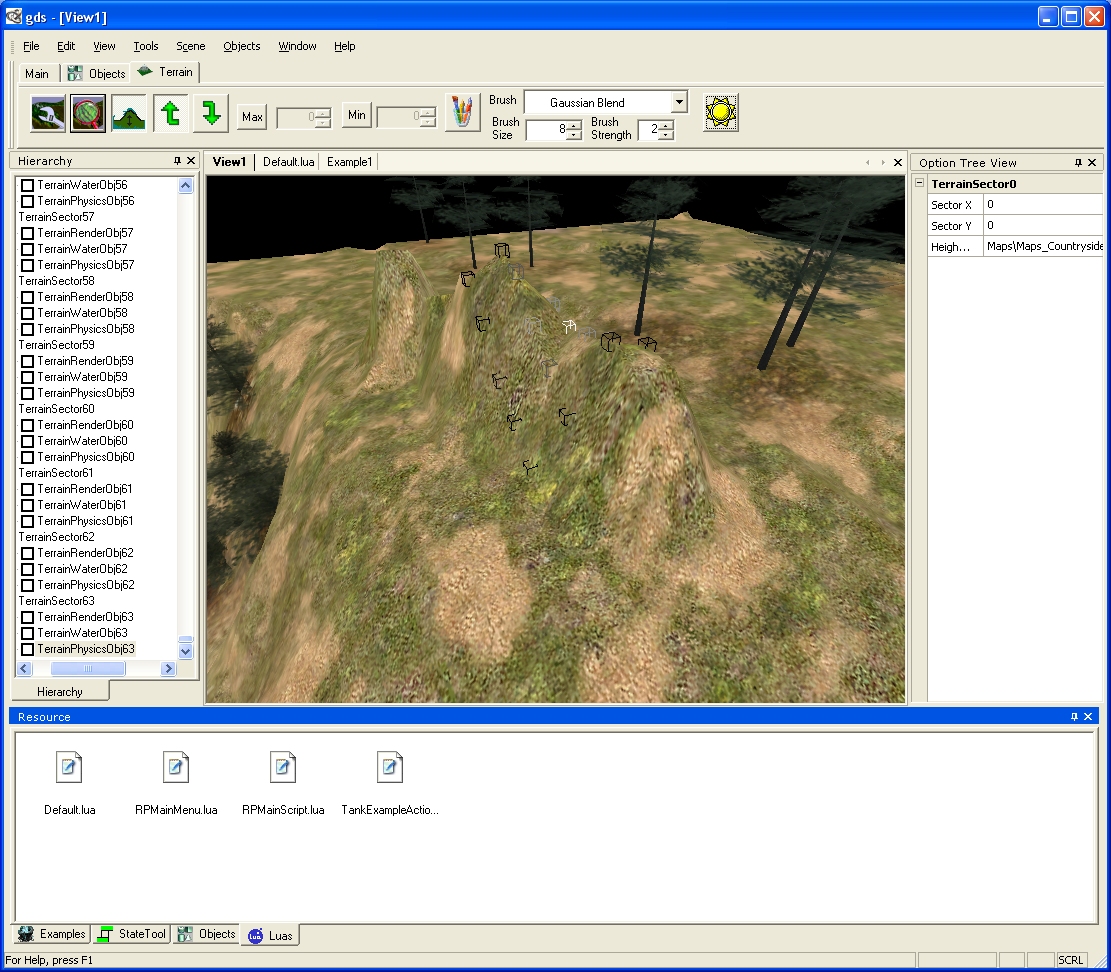 gds - [View1]
File Edit View Tools Scene Objects Window Help
Main Objects Terrain
Max 0 Min 0 Brush Gaussian Blend
Brush Size 8 Brush Strength 2
Hierarchy
TerrainWaterObj56
TerrainPhysicsObj56
TerrainSector57
TerrainRenderObj57
TerrainWaterObj57
TerrainPhysicsObj57
TerrainSector58
TerrainRenderObj58
TerrainWaterObj58
TerrainPhysicsObj58
TerrainSector59
TerrainRenderObj59
TerrainWaterObj59
TerrainPhysicsObj59
TerrainSector60
TerrainRenderObj60
TerrainWaterObj60
TerrainPhysicsObj60
TerrainSector61
TerrainRenderObj61
TerrainWaterObj61
TerrainPhysicsObj61
TerrainSector62
TerrainRenderObj62
TerrainWaterObj62
TerrainPhysicsObj62
TerrainSector63
TerrainRenderObj63
TerrainWaterObj63
TerrainPhysicsObj63
Hierarchy
View1 Default.lua Example1
Option Tree View
TerrainSector0
Sector X 0
Sector Y 0
Heigh... Maps\Maps_Countryside
Resource
Default.lua RPMainMenu.lua RPMainScript.lua TankExampleActio...
Examples StateTool Objects Lua Luas
For Help, press F1 SCRL